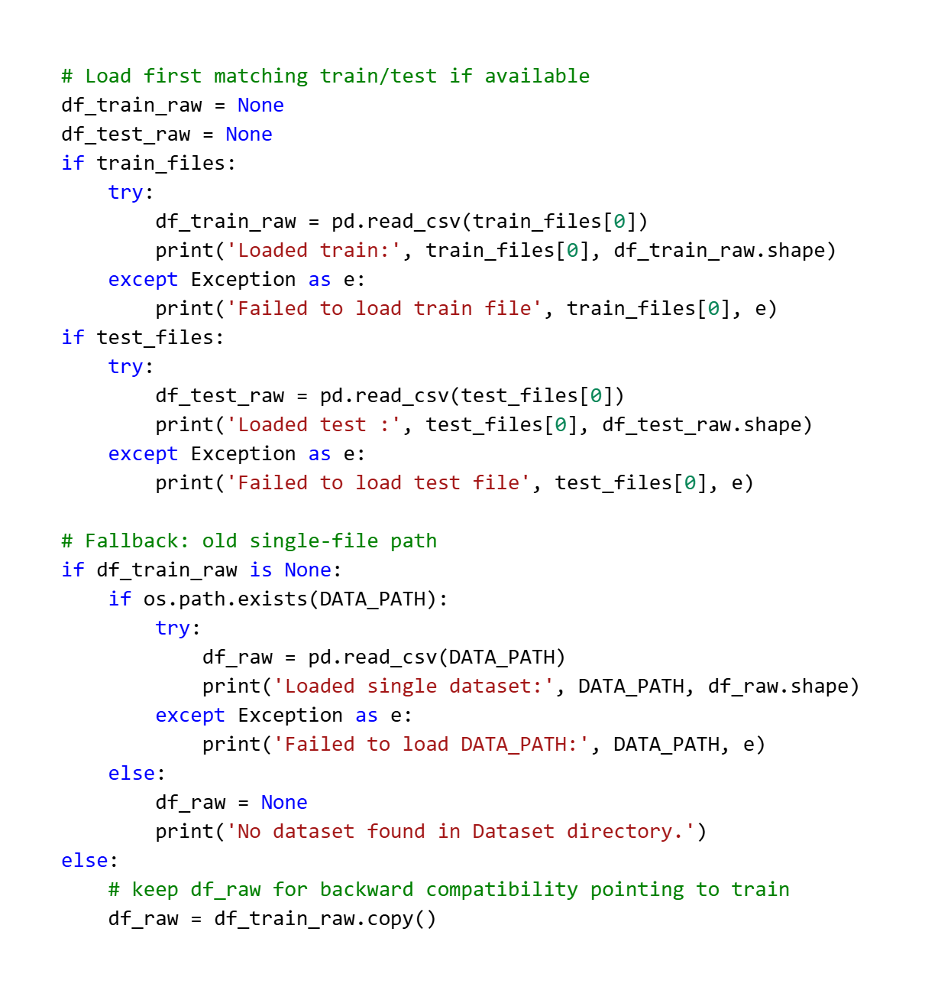 # Load first matching train/test if available
df_train_raw = None
df_test_raw = None
if train_files:
    try:
        df_train_raw = pd.read_csv(train_files[0])
        print('Loaded train:', train_files[0], df_train_raw.shape)
    except Exception as e:
        print('Failed to load train file', train_files[0], e)
if test_files:
    try:
        df_test_raw = pd.read_csv(test_files[0])
        print('Loaded test :', test_files[0], df_test_raw.shape)
    except Exception as e:
        print('Failed to load test file', test_files[0], e)

# Fallback: old single-file path
if df_train_raw is None:
    if os.path.exists(DATA_PATH):
        try:
            df_raw = pd.read_csv(DATA_PATH)
            print('Loaded single dataset:', DATA_PATH, df_raw.shape)
        except Exception as e:
            print('Failed to load DATA_PATH:', DATA_PATH, e)
    else:
        df_raw = None
        print('No dataset found in Dataset directory.')
else:
    # keep df_raw for backward compatibility pointing to train
    df_raw = df_train_raw.copy()